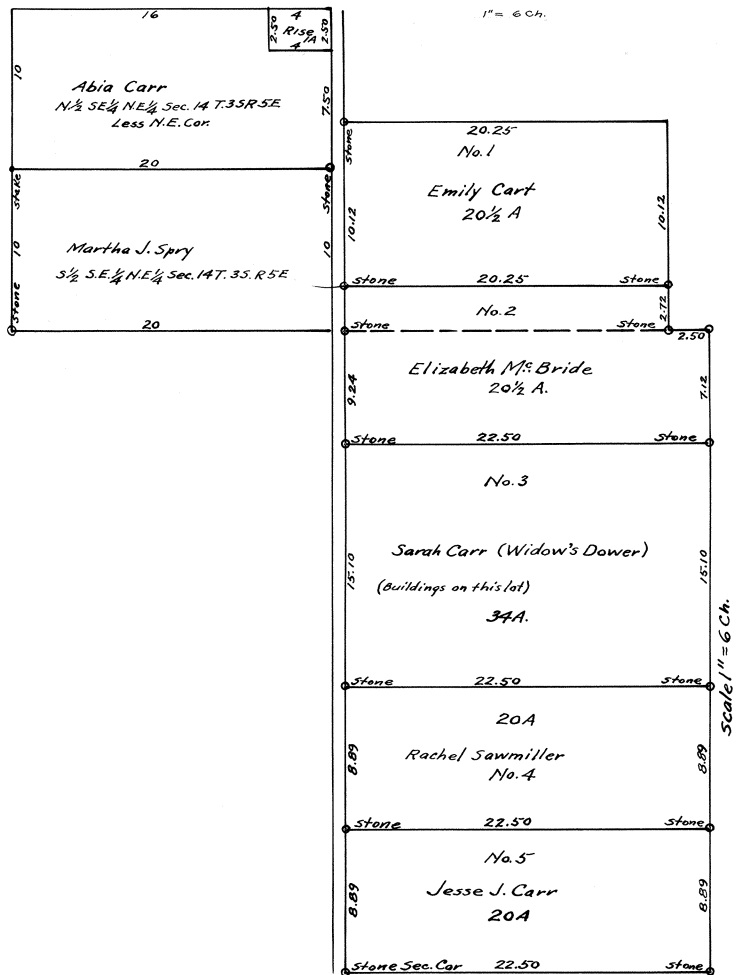 1" = 6 Ch.
16
4
2.50
Rise
1A
2.50
4
10
Abia Carr
N.½ SE¼ N.E¼ Sec. 14 T.3S R5E
Less N.E. Cor.
7.50
20
stake
Stone
10
Martha J. Spry
S½ S.E.¼ N.E¼ Sec. 14 T. 3S. R5E
10
Stone
20
Stone
20.25
No. 1
Emily Cart
20½ A
10.12
10.12
Stone
20.25
Stone
No. 2
2.72
Stone
Stone
2.50
Elizabeth McBride
20½ A.
9.24
7.12
Stone
22.50
Stone
No. 3
Sarah Carr (Widow's Dower)
(Buildings on this lot)
34A.
15.10
15.10
Scale 1" = 6 Ch.
Stone
22.50
Stone
20A
Rachel Sawmiller
No. 4
8.89
8.89
Stone
22.50
Stone
No. 5
Jesse J. Carr
20A
8.89
8.89
Stone Sec. Cor
22.50
Stone